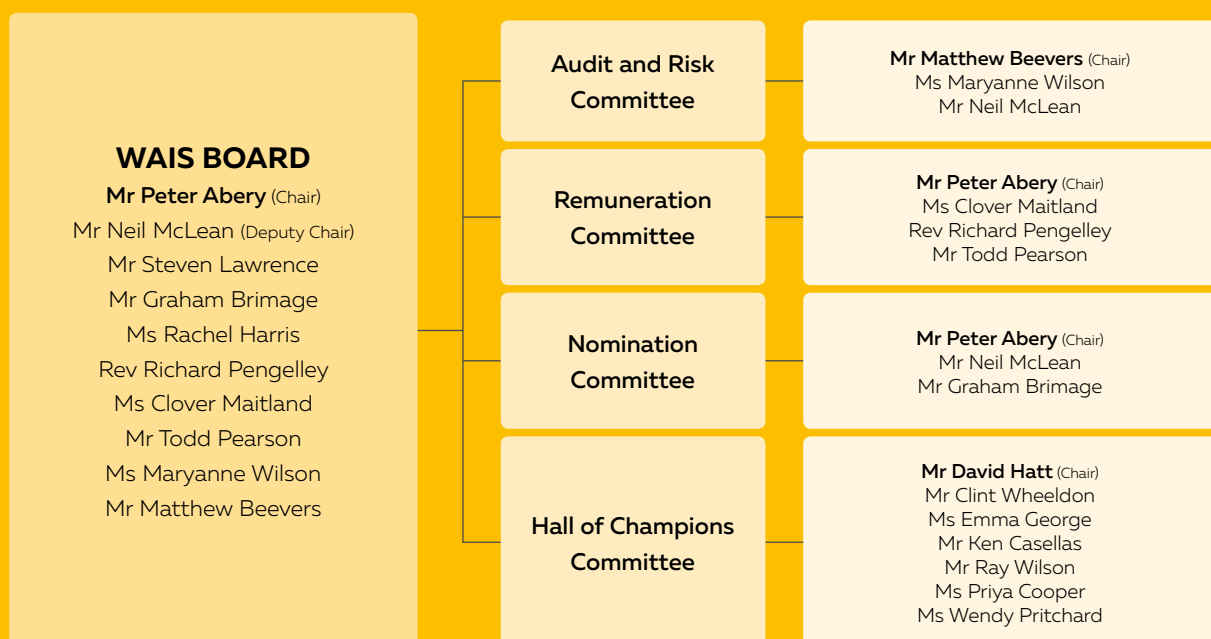 WAIS BOARD
Mr Peter Abery (Chair)
Mr Neil McLean (Deputy Chair)
Mr Steven Lawrence
Mr Graham Brimage
Ms Rachel Harris
Rev Richard Pengelley
Ms Clover Maitland
Mr Todd Pearson
Ms Maryanne Wilson
Mr Matthew Beevers
Audit and Risk
Committee
Mr Matthew Beevers (Chair)
Ms Maryanne Wilson
Mr Neil McLean
Remuneration
Committee
Mr Peter Abery (Chair)
Ms Clover Maitland
Rev Richard Pengelley
Mr Todd Pearson
Nomination
Committee
Mr Peter Abery (Chair)
Mr Neil McLean
Mr Graham Brimage
Hall of Champions
Committee
Mr David Hatt (Chair)
Mr Clint Wheeldon
Ms Emma George
Mr Ken Casellas
Mr Ray Wilson
Ms Priya Cooper
Ms Wendy Pritchard